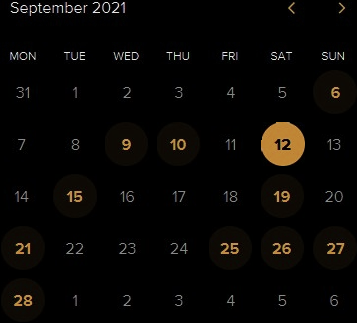 September 2021
MON TUE WED THU FRI SAT SUN
31 1 2 3 4 5 6
7 8 9 10 11 12 13
14 15 16 17 18 19 20
21 22 23 24 25 26 27
28 1 2 3 4 5 6